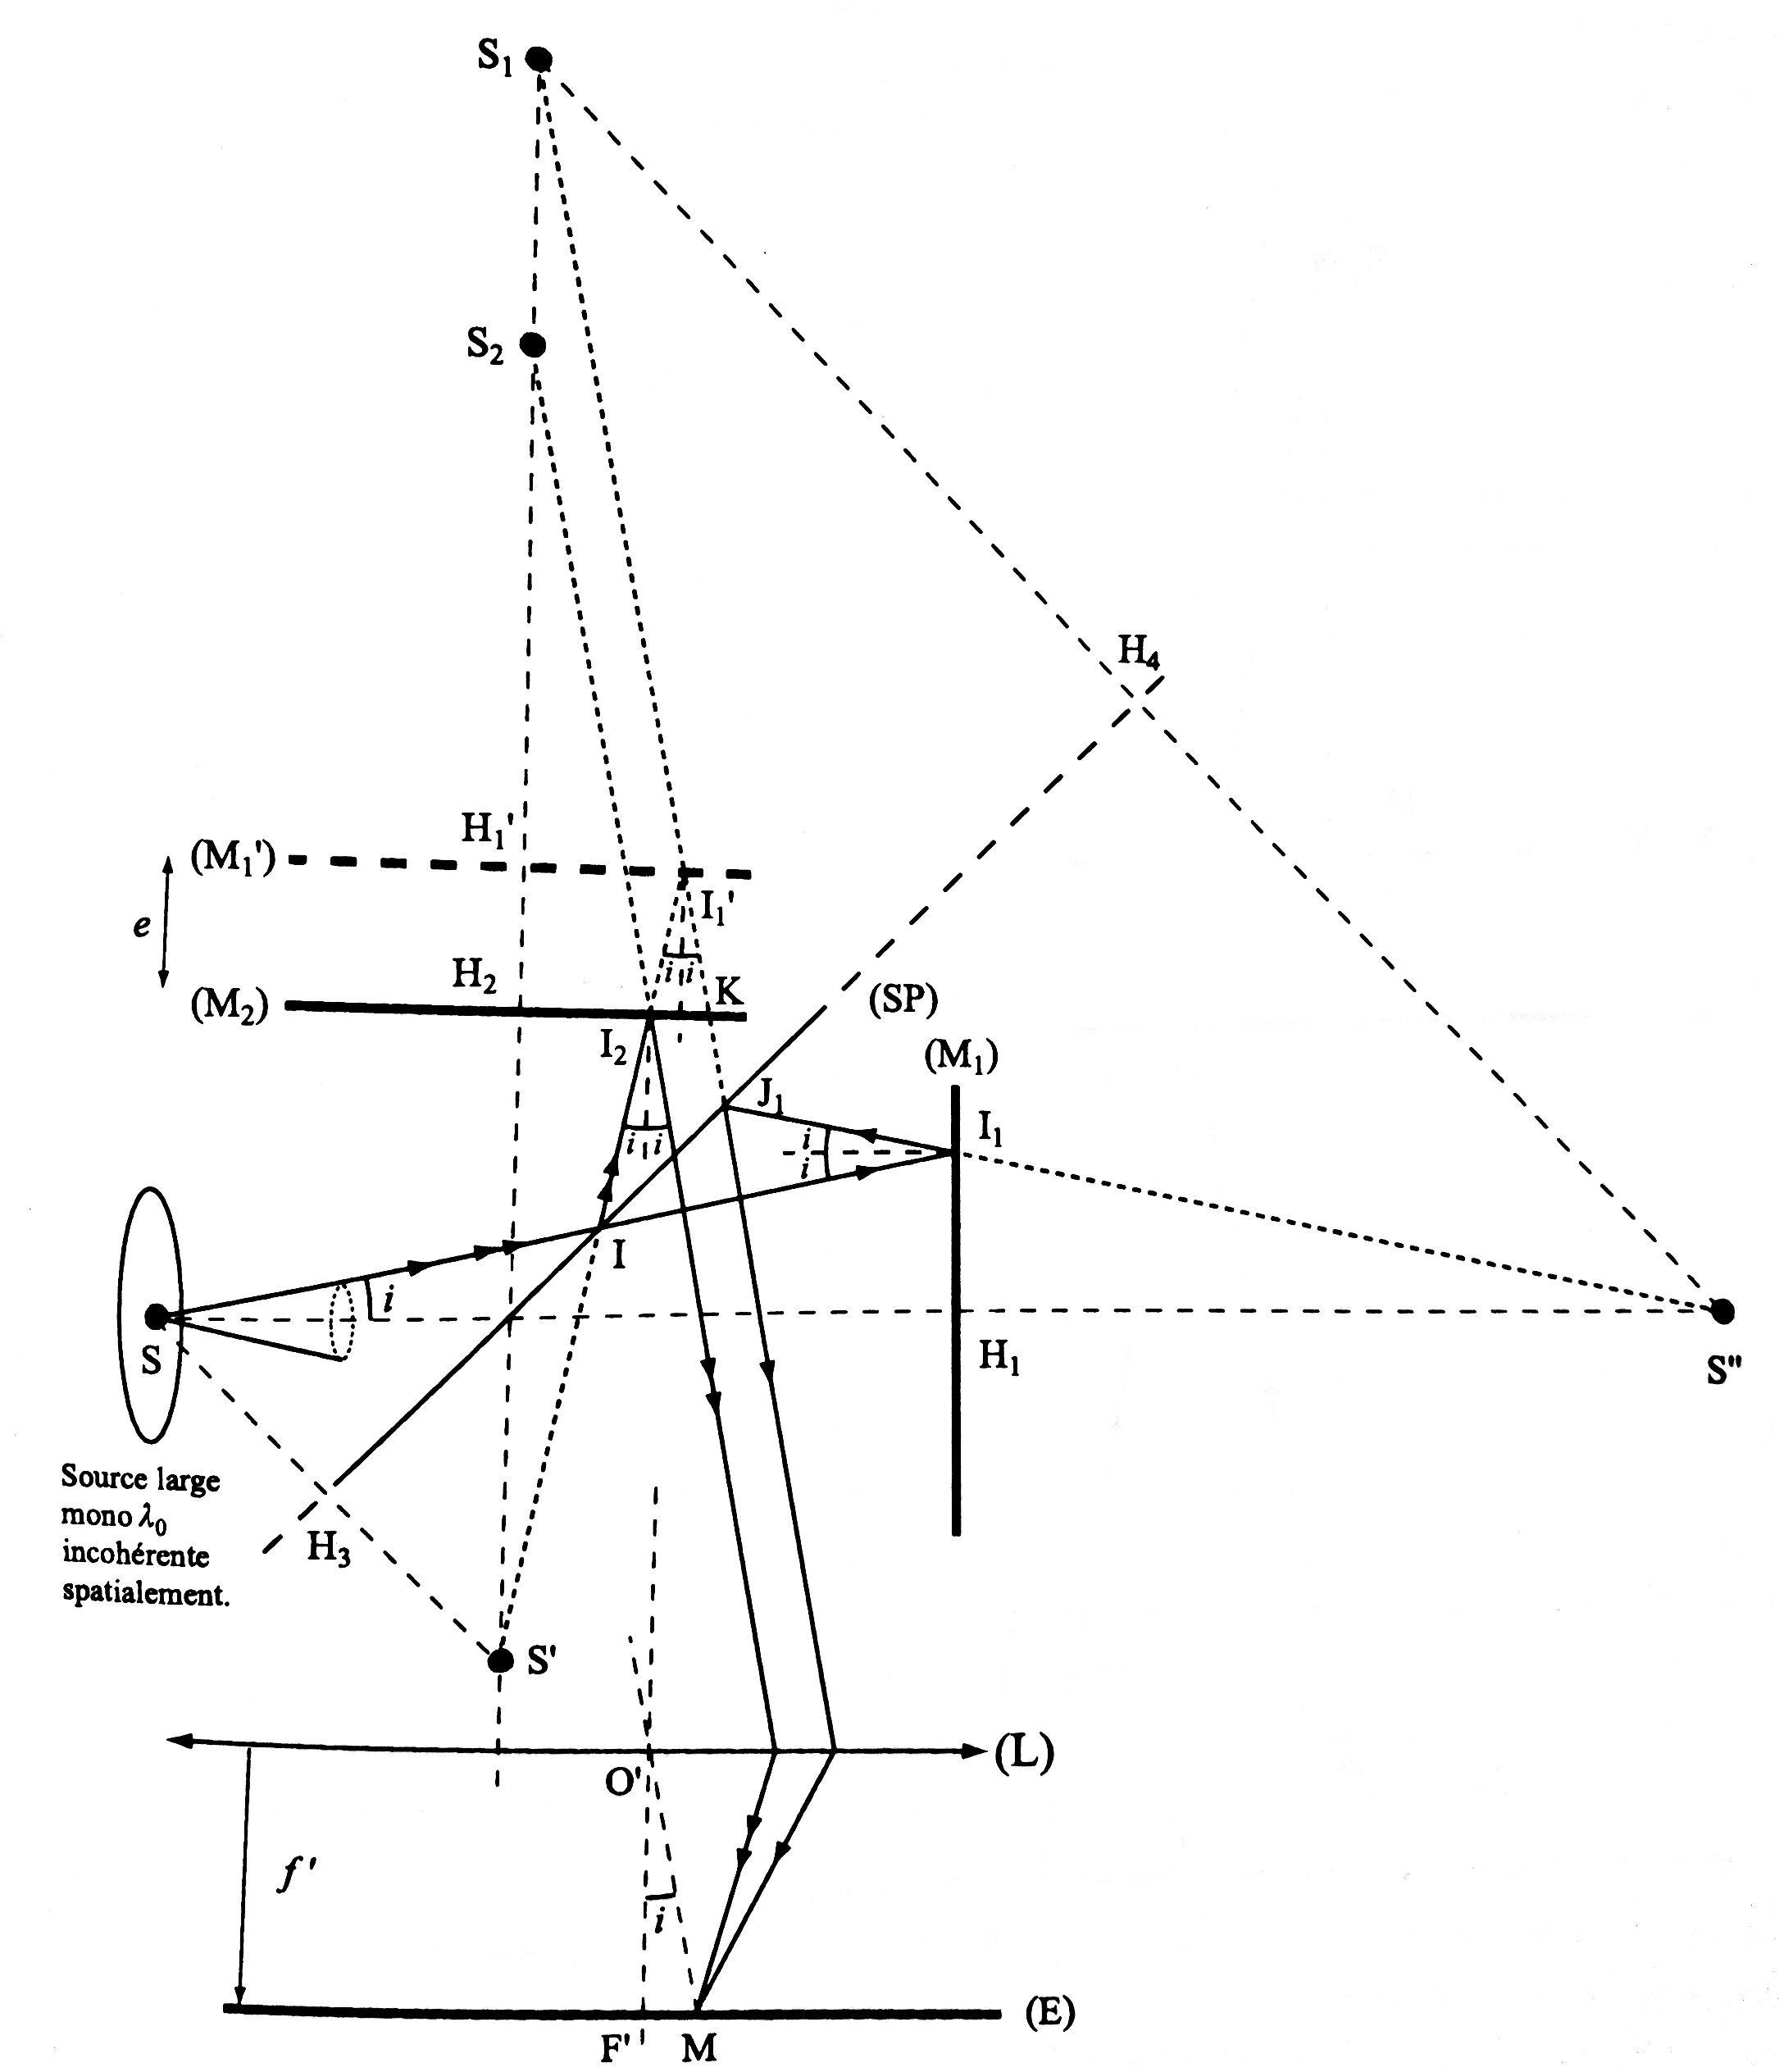 S₁
S₂
H₄
H₁'
(M₁')
I₁'
e
i i
H₂
K
(M₂)
(SP)
I₂
(M₁)
J₁
I₁
i i
i
i
I
i
S
H₁
S"
Source large
mono λ₀
incohérente
spatialement.
H₃
S'
(L)
O'
f'
i
(E)
F'
M